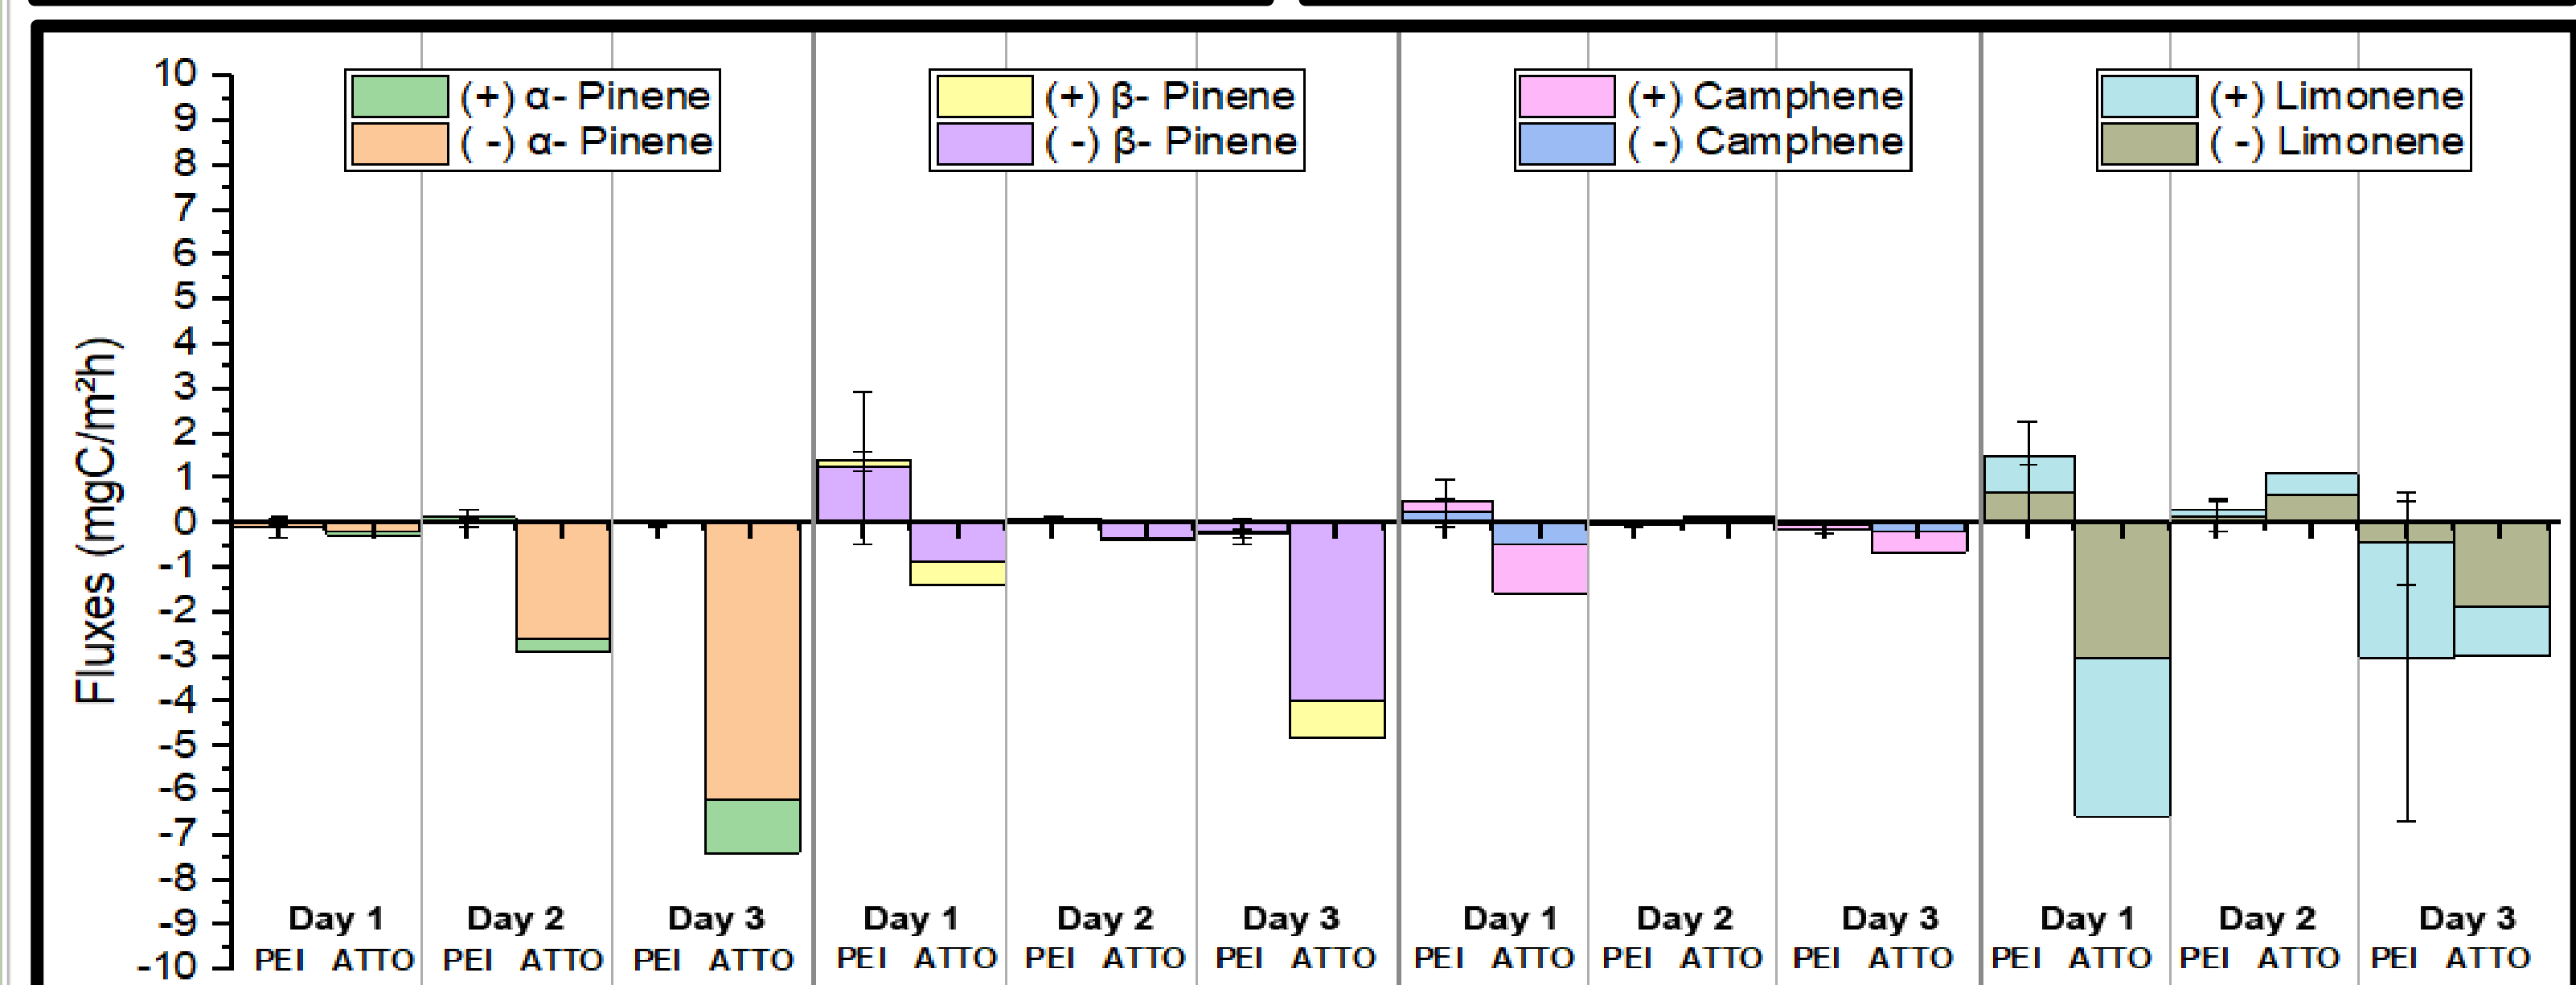 10
9
8
7
6
5
4
3
2
1
0
-1
-2
-3
-4
-5
-6
-7
-8
-9
-10
Fluxes (mgC/m²h)
(+) α- Pinene
( -) α- Pinene
(+) β- Pinene
( -) β- Pinene
(+) Camphene
( -) Camphene
(+) Limonene
( -) Limonene
Day 1 Day 2 Day 3 Day 1 Day 2 Day 3 Day 1 Day 2 Day 3 Day 1 Day 2 Day 3
PEI ATTO PEI ATTO PEI ATTO PEI ATTO PEI ATTO PEI ATTO PEI ATTO PEI ATTO PEI ATTO PEI ATTO PEI ATTO PEI ATTO